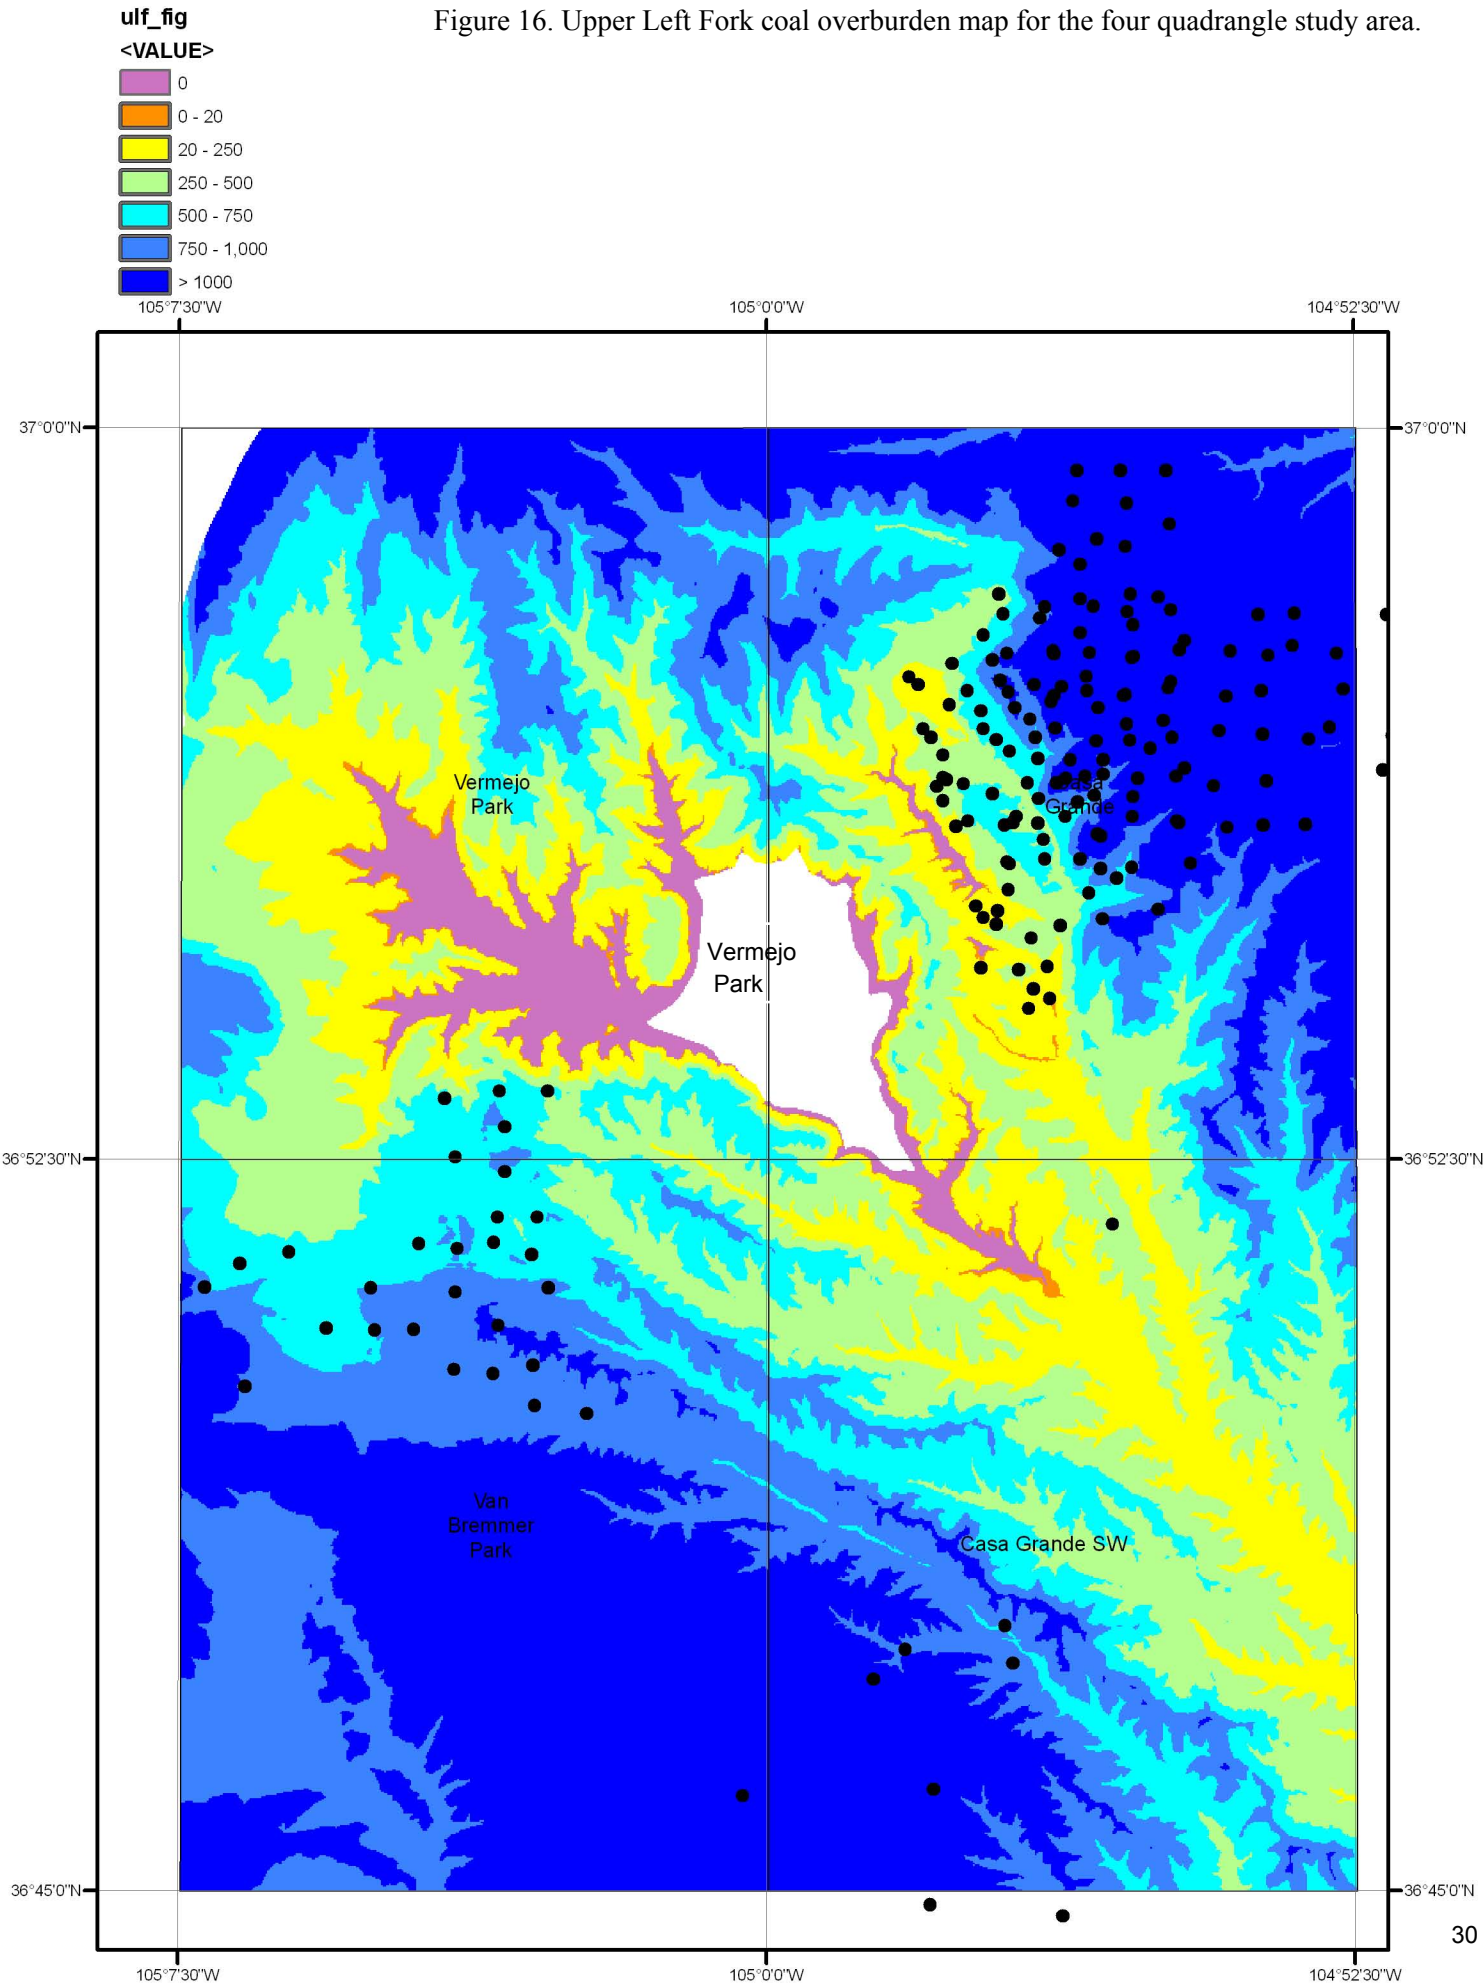 ulf_fig
Figure 16. Upper Left Fork coal overburden map for the four quadrangle study area.
<VALUE>
0
0 - 20
20 - 250
250 - 500
500 - 750
750 - 1,000
> 1000
105°7'30"W
105°0'0"W
104°52'30"W
37°0'0"N
37°0'0"N
Vermejo
Park
Casa
Grande
Vermejo
Park
36°52'30"N
36°52'30"N
Van
Bremmer
Park
Casa Grande SW
36°45'0"N
36°45'0"N
30
105°7'30"W
105°0'0"W
104°52'30"W